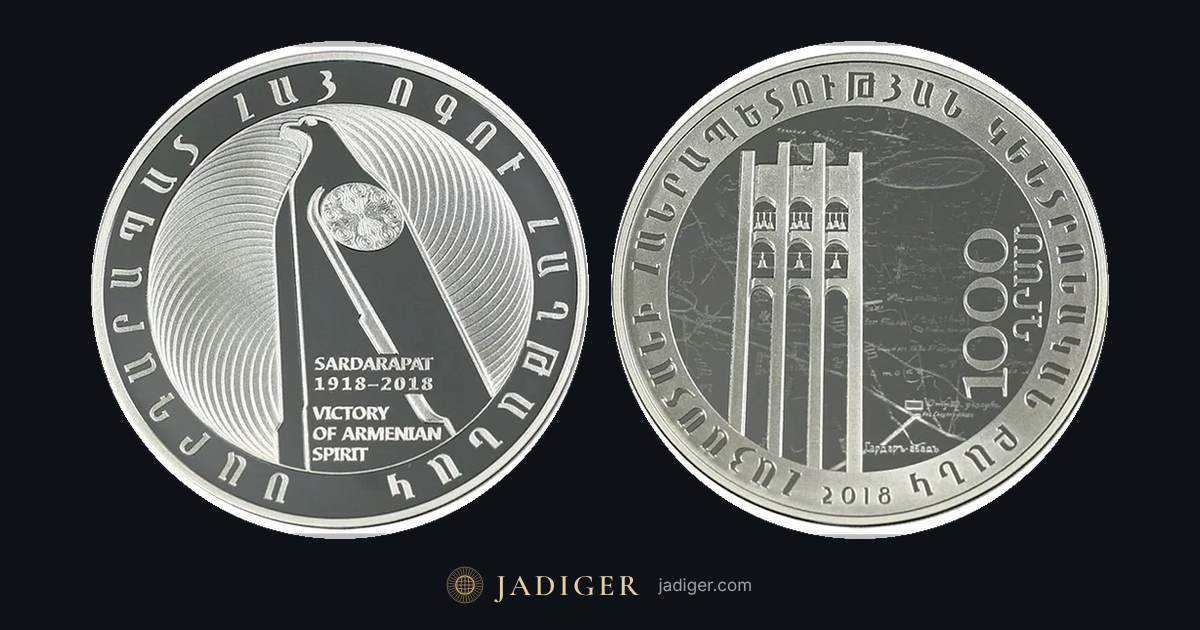 ՍԱՐԴԱՐԱՊԱՏ ՀԱՅ ՈԳՈՒ ՀԱՂԹԱՆԱԿ
SARDARAPAT
1918–2018
VICTORY
OF ARMENIAN
SPIRIT
ՀԱՅԱՍՏԱՆԻ ՀԱՆՐԱՊԵՏՈՒԹՅԱՆ ԿԵՆՏՐՈՆԱԿԱՆ ԲԱՆԿ
2018
1000
ԴՐԱՄ
JADIGER jadiger.com